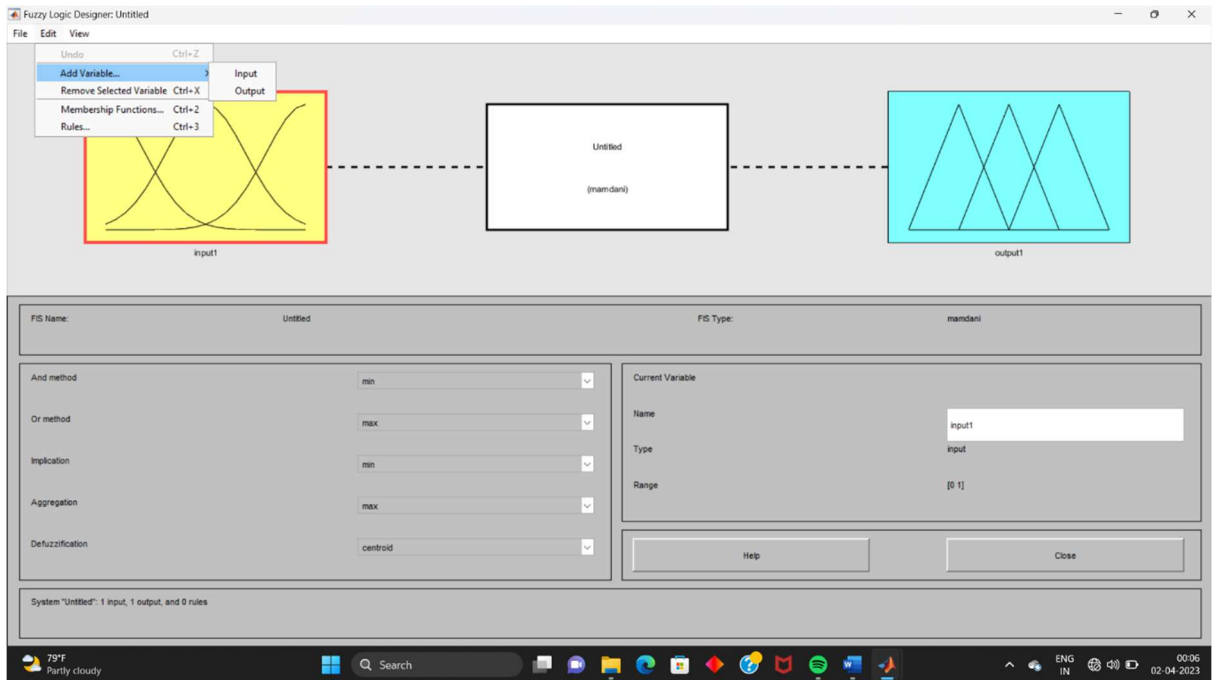 Fuzzy Logic Designer: Untitled
File Edit View
Undo Ctrl+Z
Add Variable...
Remove Selected Variable Ctrl+X
Membership Functions... Ctrl+2
Rules... Ctrl+3
Input
Output
input1
Untitled
(mamdani)
output1
FIS Name: Untitled FIS Type: mamdani
And method min
Or method max
Implication min
Aggregation max
Defuzzification centroid
Current Variable
Name input1
Type input
Range [0 1]
Help Close
System "Untitled": 1 input, 1 output, and 0 rules
79°F
Partly cloudy
Search
ENG
IN
00:06
02-04-2023